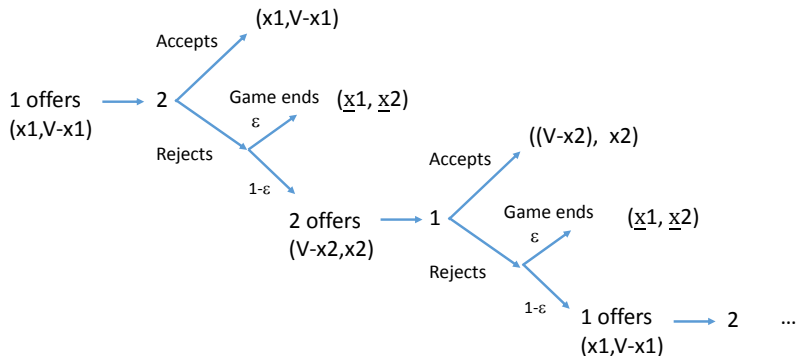 (x1,V-x1)
Accepts
1 offers
(x1,V-x1)
2
Game ends
ε
(x1, x2)
Rejects
1-ε
((V-x2), x2)
Accepts
2 offers
(V-x2,x2)
1
Game ends
ε
(x1, x2)
Rejects
1-ε
1 offers
(x1,V-x1)
2
...